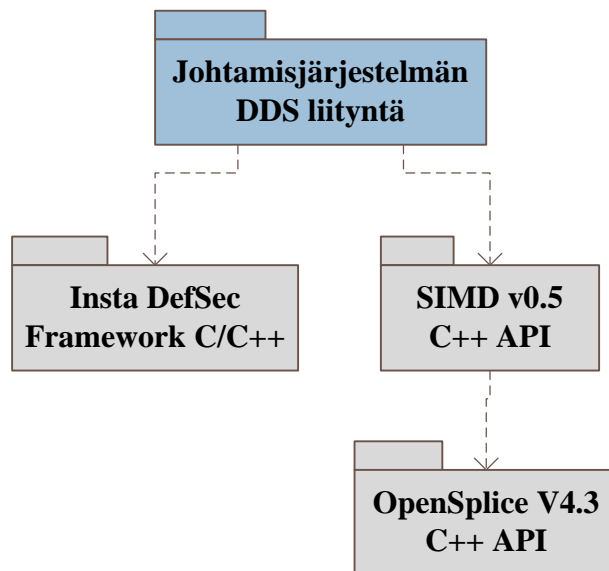 Johtamisjärjestelmän
DDS liityntä
Insta DefSec
Framework C/C++
SIMD v0.5
C++ API
OpenSplice V4.3
C++ API